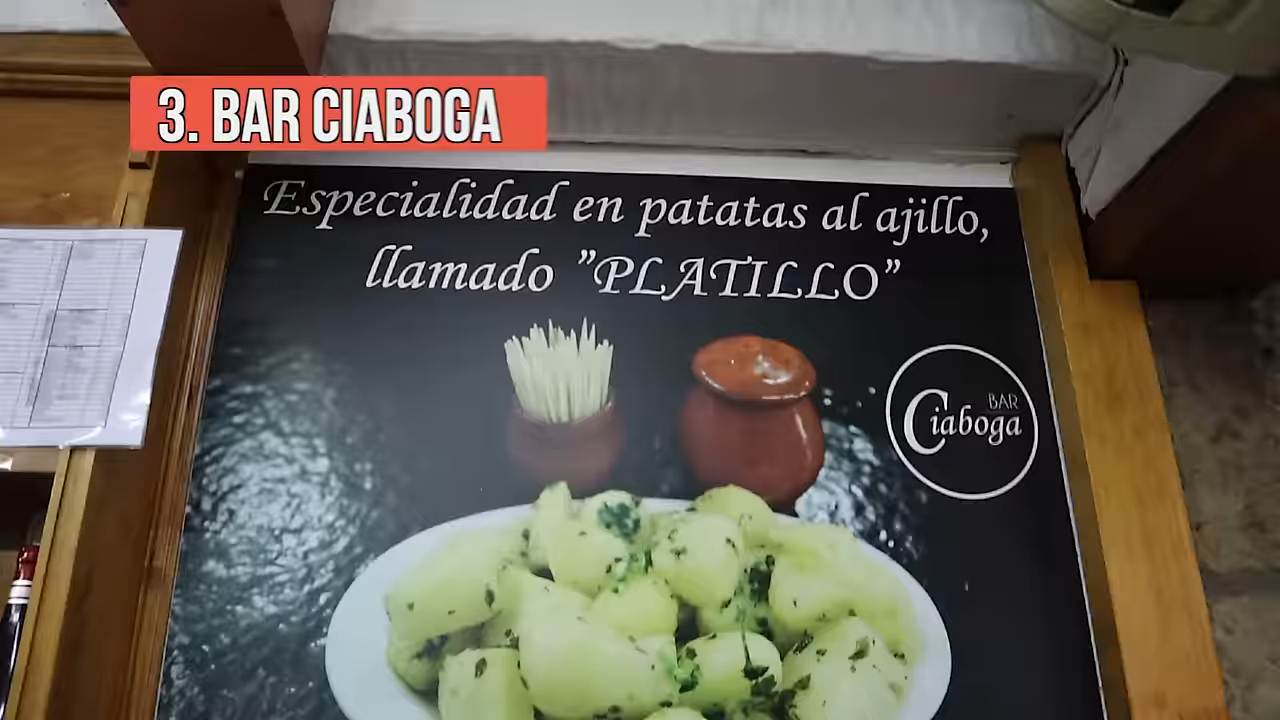 3. BAR CIABOGA
Especialidad en patatas al ajillo,
llamado "PLATILLO"
BAR
Ciaboga